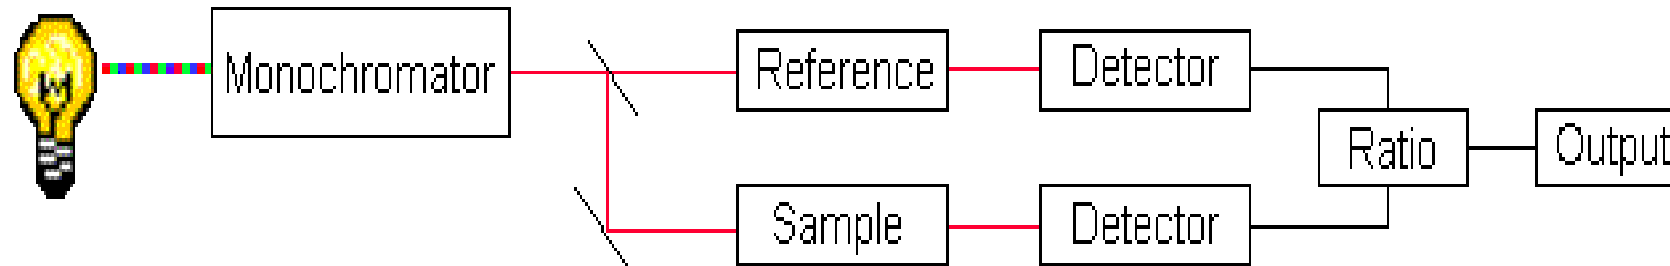 Monochromator
Reference
Detector
Ratio
Output
Sample
Detector